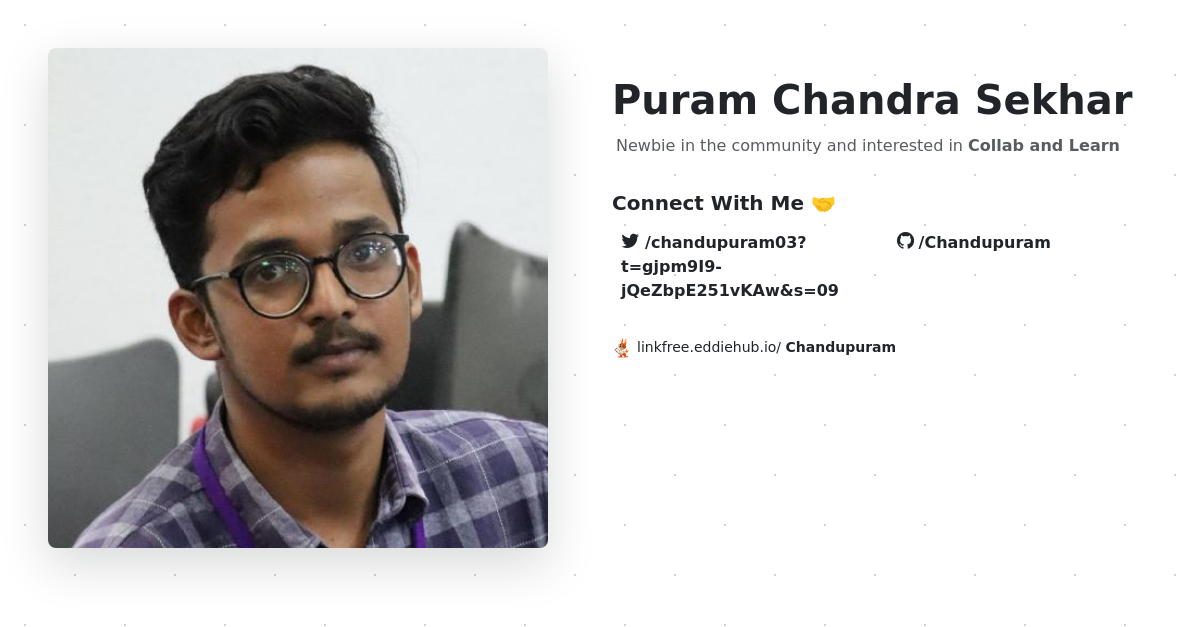 Puram Chandra Sekhar
Newbie in the community and interested in Collab and Learn
Connect With Me 🤝
/chandupuram03?
t=gjpm9I9-
jQeZbpE251vKAw&s=09
/Chandupuram
linkfree.eddiehub.io/ Chandupuram